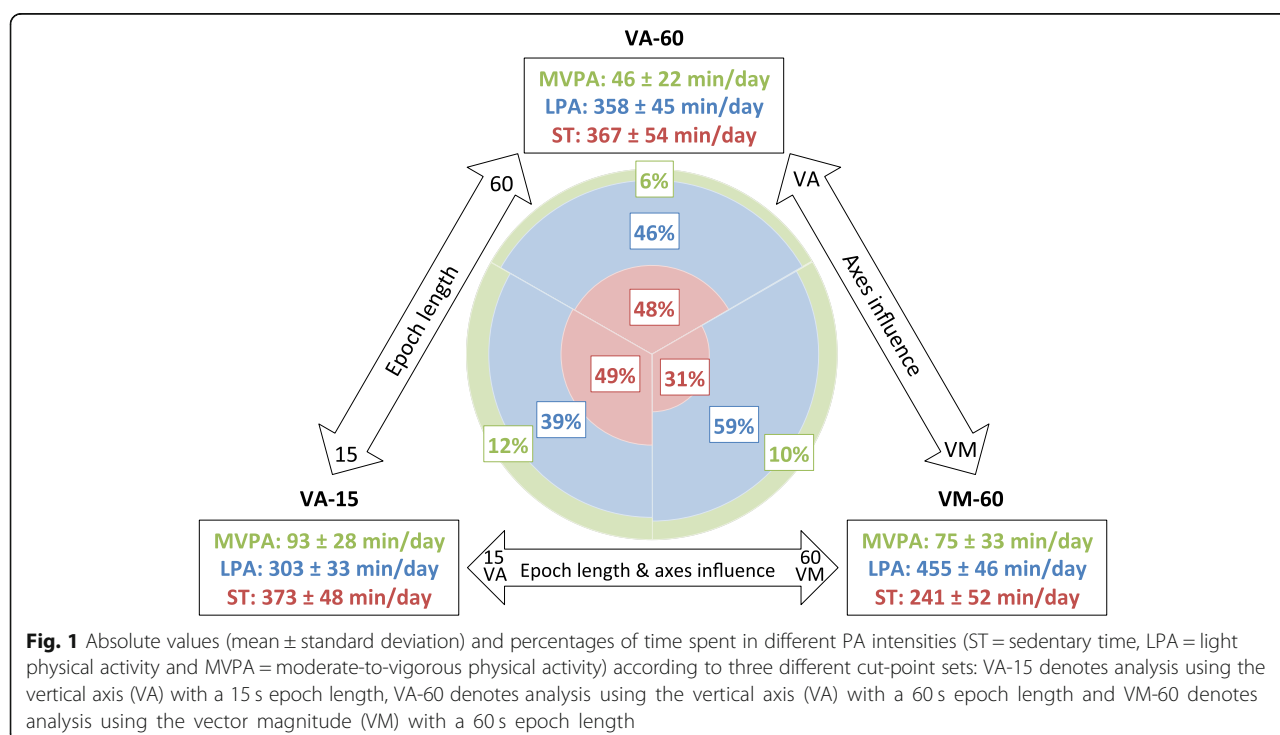 VA-60
MVPA: 46 ± 22 min/day
LPA: 358 ± 45 min/day
ST: 367 ± 54 min/day
60
VA
6%
46%
48%
Epoch length
Axes influence
49%
31%
39%
59%
12%
10%
15
VM
VA-15
MVPA: 93 ± 28 min/day
LPA: 303 ± 33 min/day
ST: 373 ± 48 min/day
15
VA
Epoch length & axes influence
60
VM
VM-60
MVPA: 75 ± 33 min/day
LPA: 455 ± 46 min/day
ST: 241 ± 52 min/day
Fig. 1 Absolute values (mean ± standard deviation) and percentages of time spent in different PA intensities (ST = sedentary time, LPA = light
physical activity and MVPA = moderate-to-vigorous physical activity) according to three different cut-point sets: VA-15 denotes analysis using the
vertical axis (VA) with a 15 s epoch length, VA-60 denotes analysis using the vertical axis (VA) with a 60 s epoch length and VM-60 denotes
analysis using the vector magnitude (VM) with a 60 s epoch length